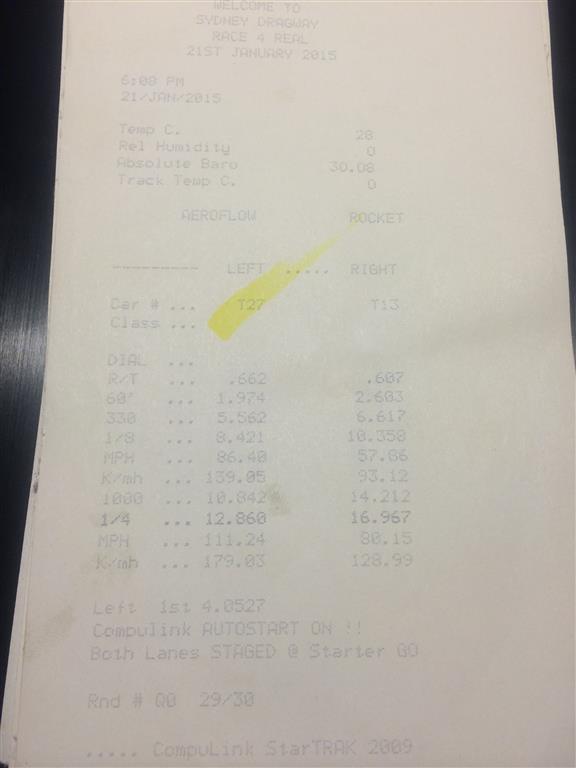 WELCOME TO
SYDNEY DRAGWAY
RACE 4 REAL
21ST JANUARY 2015
6:08 PM
21/JAN/2015
Temp C. 28
Rel Humidity 0
Absolute Baro 30.08
Track Temp C. 0
AEROFLOW ROCKET
--------- LEFT ..... RIGHT
Car # ... T27 T13
Class ...
DIAL ...
R/T ... .662 .607
60' ... 1.974 2.603
330 ... 5.562 6.617
1/8 ... 8.421 10.358
MPH ... 86.40 57.86
K/mh ... 139.05 93.12
1000 ... 10.842 14.212
1/4 ... 12.860 16.967
MPH ... 111.24 80.15
K/mh ... 179.03 128.99
Left 1st 4.0527
Compulink AUTOSTART ON !!
Both Lanes STAGED @ Starter GO
Rnd # Q0 29/30
..... CompuLink StarTRAK 2009